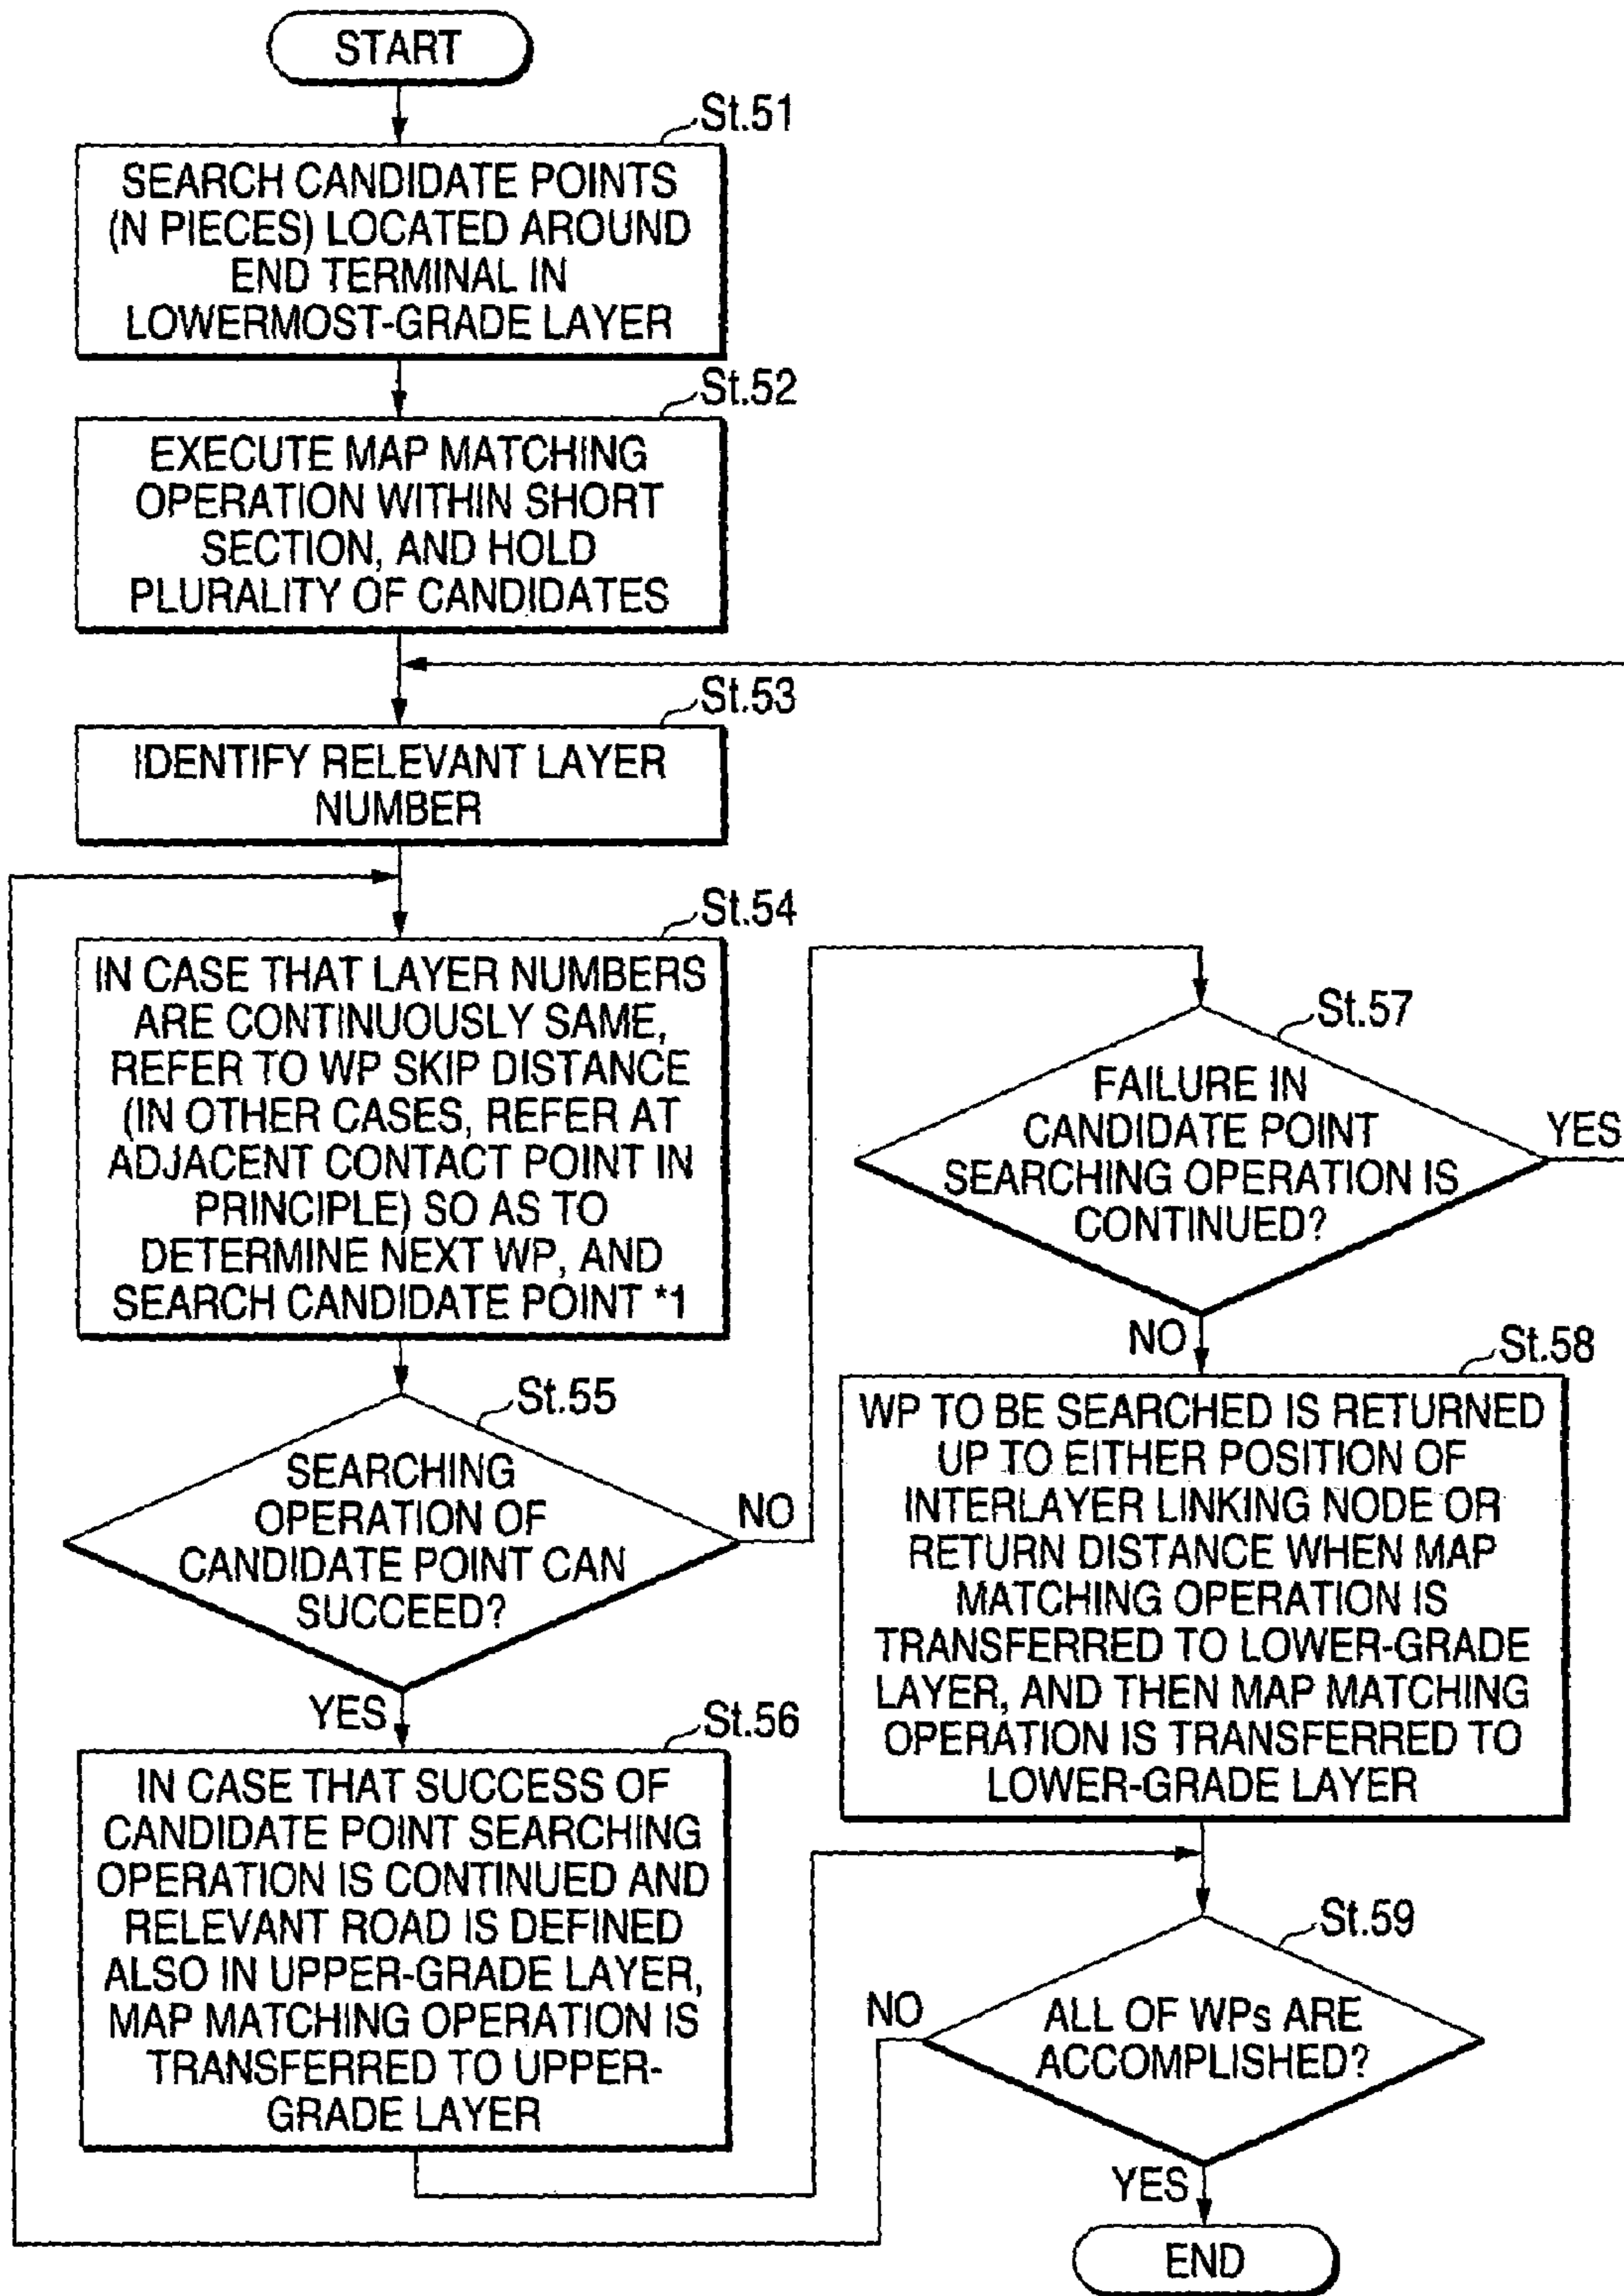 START
St.51
SEARCH CANDIDATE POINTS
(N PIECES) LOCATED AROUND
END TERMINAL IN
LOWERMOST-GRADE LAYER
St.52
EXECUTE MAP MATCHING
OPERATION WITHIN SHORT
SECTION, AND HOLD
PLURALITY OF CANDIDATES
St.53
IDENTIFY RELEVANT LAYER
NUMBER
St.54
IN CASE THAT LAYER NUMBERS
ARE CONTINUOUSLY SAME,
REFER TO WP SKIP DISTANCE
(IN OTHER CASES, REFER AT
ADJACENT CONTACT POINT IN
PRINCIPLE) SO AS TO
DETERMINE NEXT WP, AND
SEARCH CANDIDATE POINT *1
St.55
SEARCHING
OPERATION OF
CANDIDATE POINT CAN
SUCCEED?
NO
YES
St.56
IN CASE THAT SUCCESS OF
CANDIDATE POINT SEARCHING
OPERATION IS CONTINUED AND
RELEVANT ROAD IS DEFINED
ALSO IN UPPER-GRADE LAYER,
MAP MATCHING OPERATION IS
TRANSFERRED TO UPPER-
GRADE LAYER
St.57
FAILURE IN
CANDIDATE POINT
SEARCHING OPERATION IS
CONTINUED?
YES
NO
St.58
WP TO BE SEARCHED IS RETURNED
UP TO EITHER POSITION OF
INTERLAYER LINKING NODE OR
RETURN DISTANCE WHEN MAP
MATCHING OPERATION IS
TRANSFERRED TO LOWER-GRADE
LAYER, AND THEN MAP MATCHING
OPERATION IS TRANSFERRED TO
LOWER-GRADE LAYER
St.59
ALL OF WPs ARE
ACCOMPLISHED?
NO
YES
END